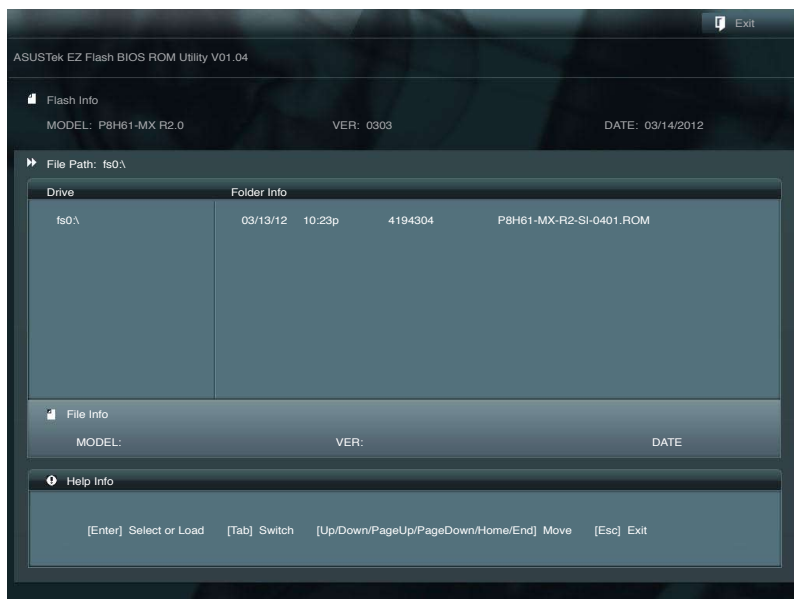 Exit
ASUSTek EZ Flash BIOS ROM Utility V01.04
Flash Info
MODEL: P8H61-MX R2.0 VER: 0303 DATE: 03/14/2012
File Path: fs0:\
Drive Folder Info
fs0:\ 03/13/12 10:23p 4194304 P8H61-MX-R2-SI-0401.ROM
File Info
MODEL: VER: DATE
Help Info
[Enter] Select or Load [Tab] Switch [Up/Down/PageUp/PageDown/Home/End] Move [Esc] Exit